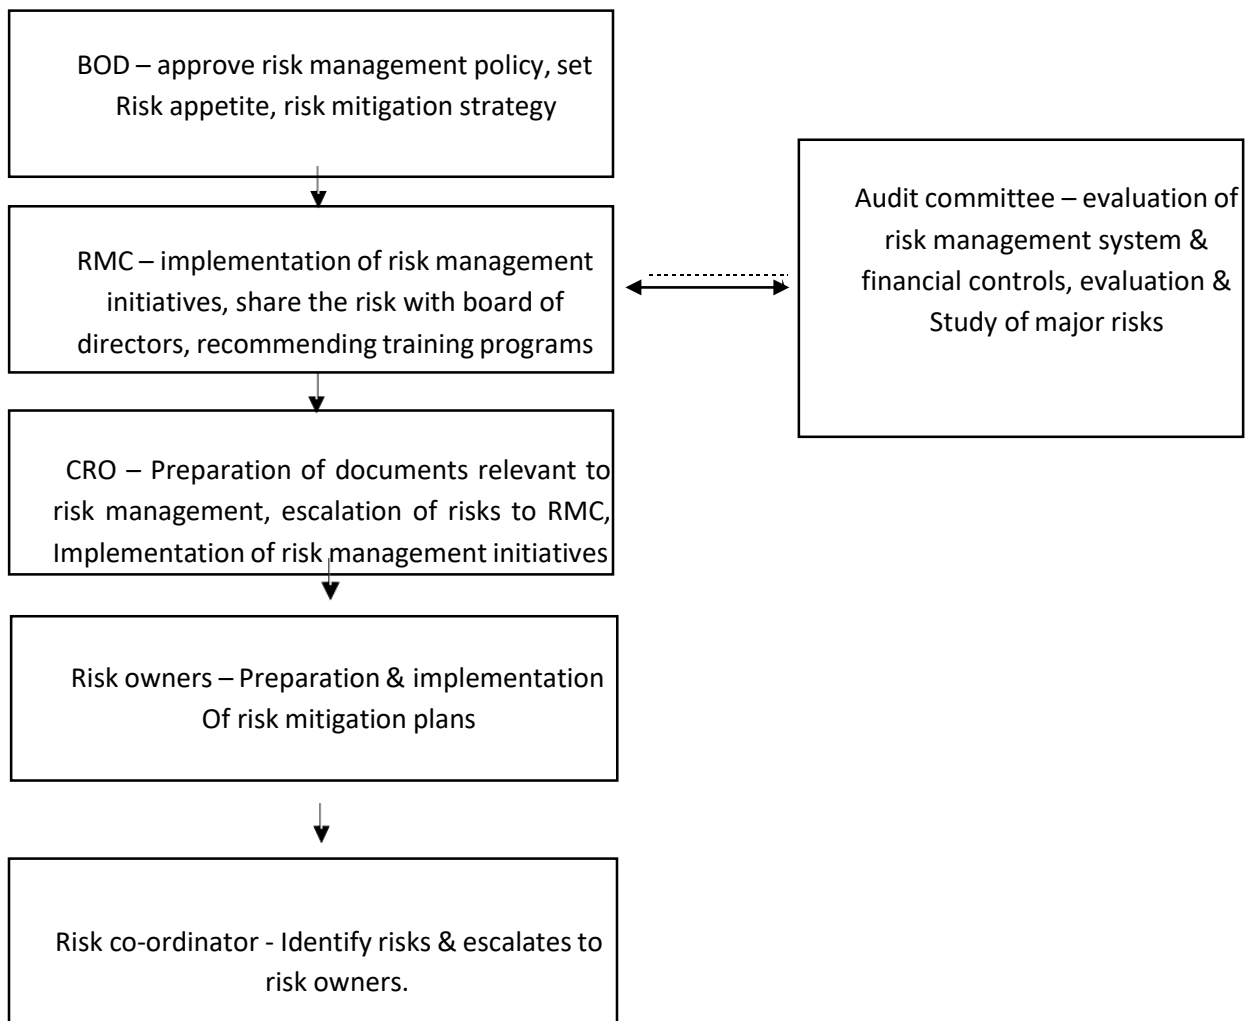 BOD – approve risk management policy, set
Risk appetite, risk mitigation strategy
RMC – implementation of risk management
initiatives, share the risk with board of
directors, recommending training programs
Audit committee – evaluation of
risk management system &
financial controls, evaluation &
Study of major risks
CRO – Preparation of documents relevant to
risk management, escalation of risks to RMC,
Implementation of risk management initiatives
Risk owners – Preparation & implementation
Of risk mitigation plans
Risk co-ordinator - Identify risks & escalates to
risk owners.